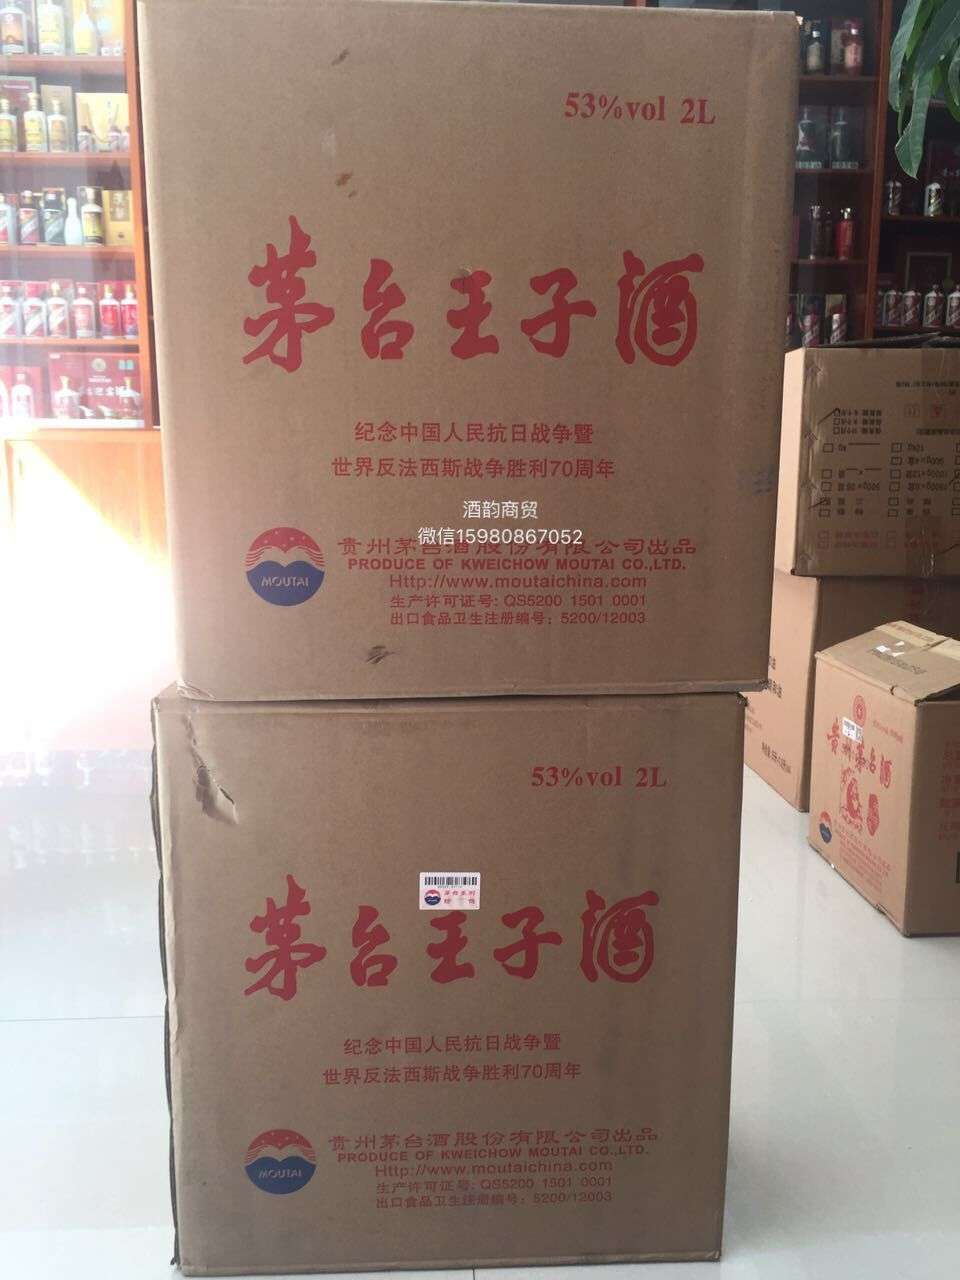 53%vol 2L
茅台王子酒
纪念中国人民抗日战争暨
世界反法西斯战争胜利70周年
酒韵商贸
微信15980867052
MOUTAI
贵州茅台酒股份有限公司出品
PRODUCE OF KWEICHOW MOUTAI CO.,LTD.
Http://www.moutaichina.com
生产许可证号: QS5200 1501 0001
出口食品卫生注册编号: 5200/12003
贵州茅台酒
53%vol 2L
茅台王子酒
纪念中国人民抗日战争暨
世界反法西斯战争胜利70周年
MOUTAI
贵州茅台酒股份有限公司出品
PRODUCE OF KWEICHOW MOUTAI CO.,LTD.
Http://www.moutaichina.com
生产许可证号: QS5200 1501 0001
出口食品卫生注册编号: 5200/12003